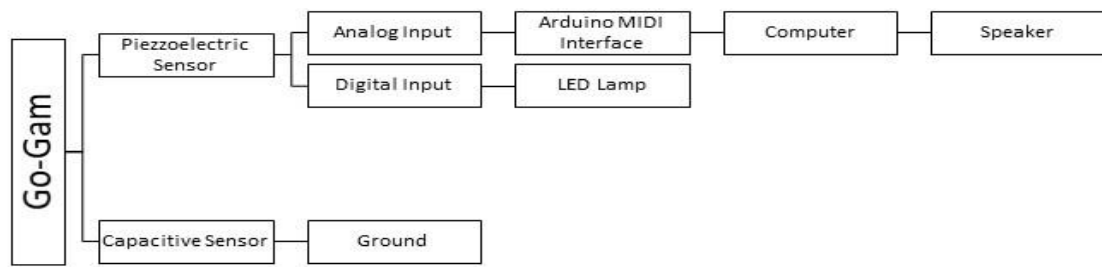 Go-Gam
Piezzoelectric
Sensor
Analog Input
Arduino MIDI
Interface
Computer
Speaker
Digital Input
LED Lamp
Capacitive Sensor
Ground